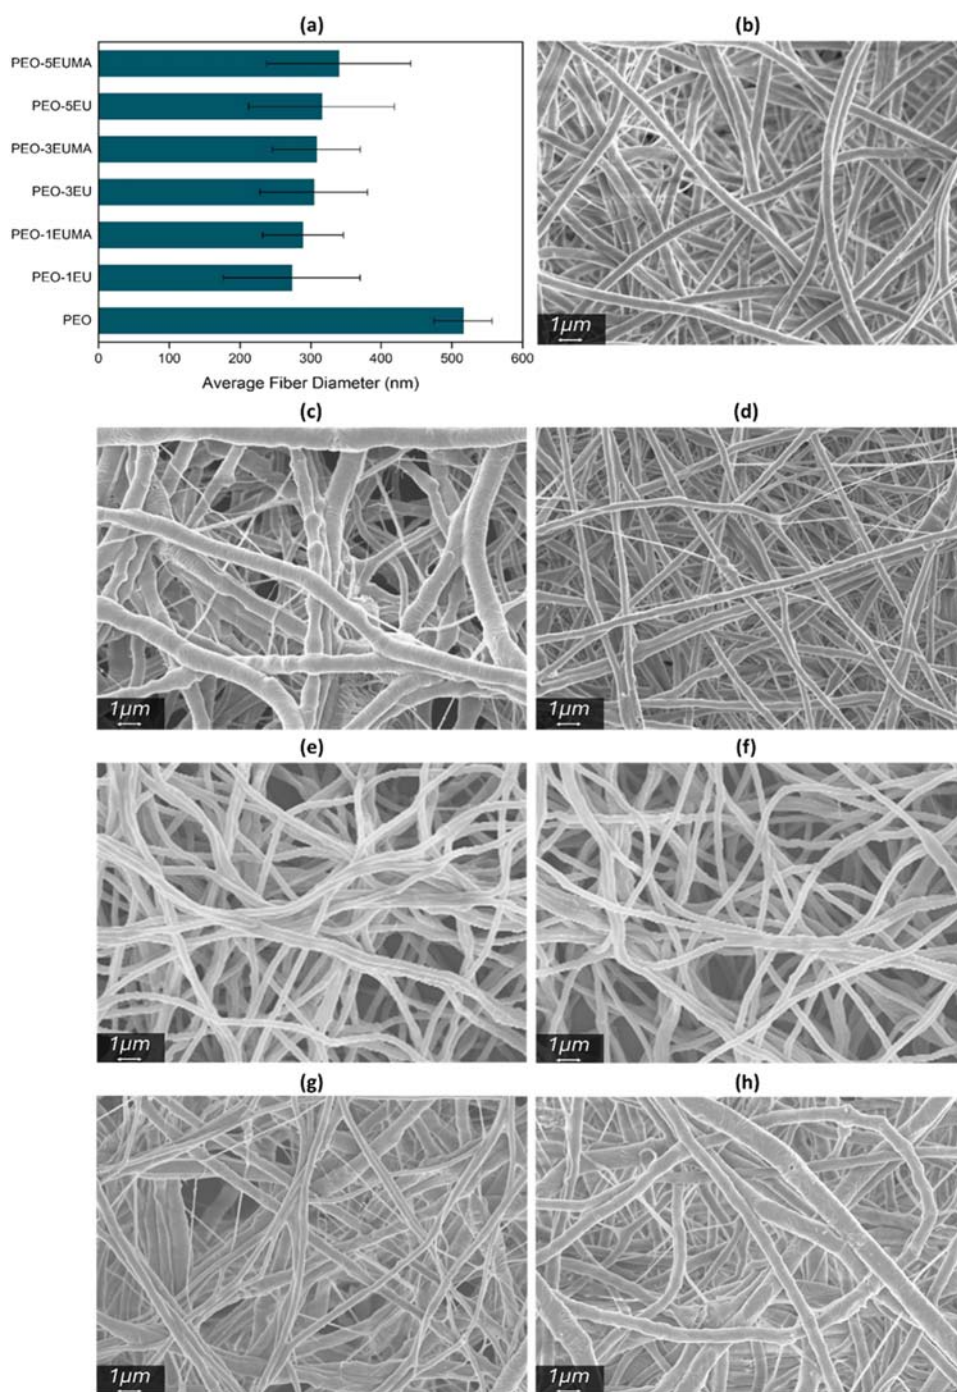 (a)
PEO-5EUMA
PEO-5EU
PEO-3EUMA
PEO-3EU
PEO-1EUMA
PEO-1EU
PEO
0 100 200 300 400 500 600
Average Fiber Diameter (nm)
(b)
1µm
(c)
1µm
(d)
1µm
(e)
1µm
(f)
1µm
(g)
1µm
(h)
1µm